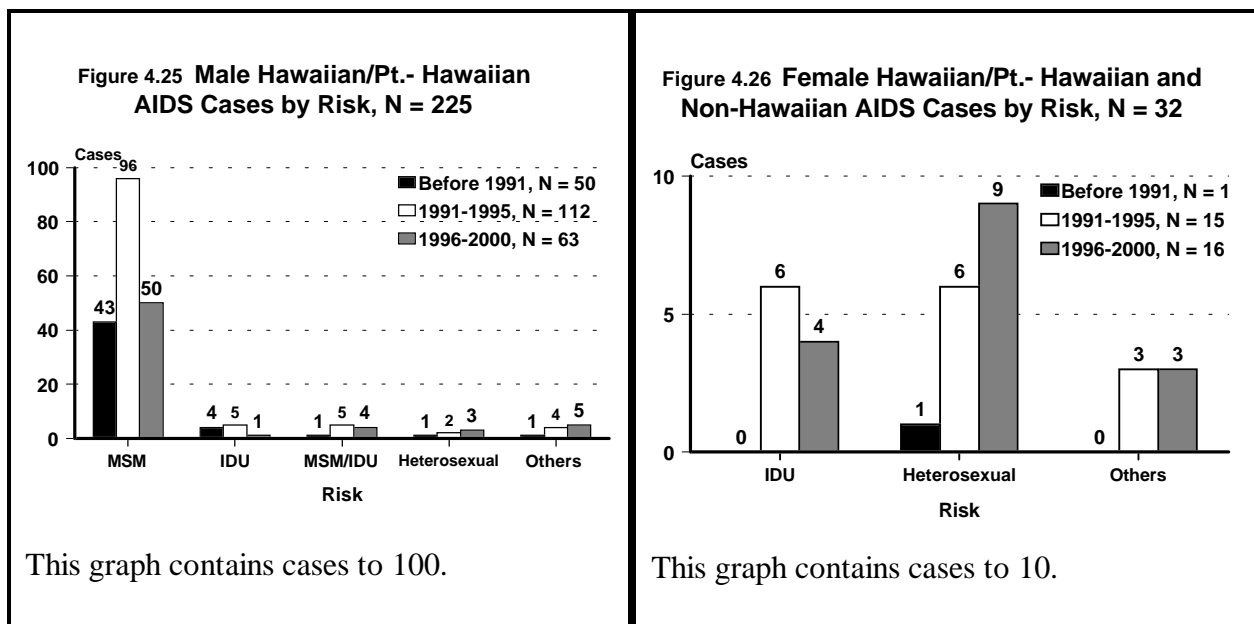 Figure 4.25 Male Hawaiian/Pt.- Hawaiian
AIDS Cases by Risk, N = 225
Cases
100
80
60
40
20
0
Before 1991, N = 50
1991-1995, N = 112
1996-2000, N = 63
43
96
50
4
5
1
1
5
4
1
2
3
1
4
5
MSM
IDU
MSM/IDU
Heterosexual
Others
Risk
This graph contains cases to 100.
Figure 4.26 Female Hawaiian/Pt.- Hawaiian and
Non-Hawaiian AIDS Cases by Risk, N = 32
Cases
10
5
0
Before 1991, N = 1
1991-1995, N = 15
1996-2000, N = 16
0
6
4
1
6
9
0
3
3
IDU
Heterosexual
Others
Risk
This graph contains cases to 10.